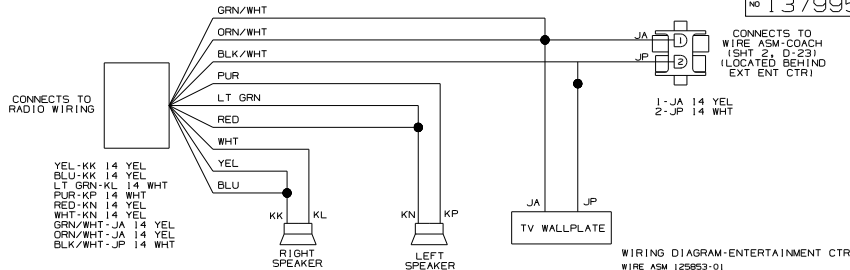 NO 137995
GRN/WHT
ORN/WHT
BLK/WHT
PUR
LT GRN
RED
WHT
YEL
BLU
CONNECTS TO
RADIO WIRING
JA
JP
1
2
CONNECTS TO
WIRE ASM-COACH
(SHT 2, D-23)
(LOCATED BEHIND
EXT ENT CTR)
1-JA 14 YEL
2-JP 14 WHT
YEL-KK 14 YEL
BLU-KK 14 YEL
LT GRN-KL 14 WHT
PUR-KP 14 WHT
RED-KN 14 YEL
WHT-KN 14 YEL
GRN/WHT-JA 14 YEL
ORN/WHT-JA 14 YEL
BLK/WHT-JP 14 WHT
KK
KL
KN
KP
JA
JP
RIGHT
SPEAKER
LEFT
SPEAKER
TV WALLPLATE
WIRING DIAGRAM-ENTERTAINMENT CTR
WIRE ASM 125853-01